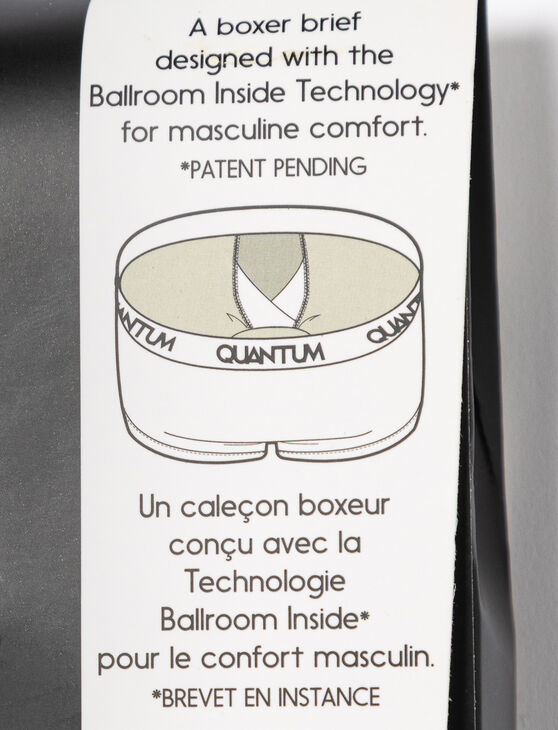 A boxer brief
designed with the
Ballroom Inside Technology*
for masculine comfort.
*PATENT PENDING
QUANTUM
QUANTUM
QUANTUM
Un caleçon boxeur
conçu avec la
Technologie
Ballroom Inside*
pour le confort masculin.
*BREVET EN INSTANCE